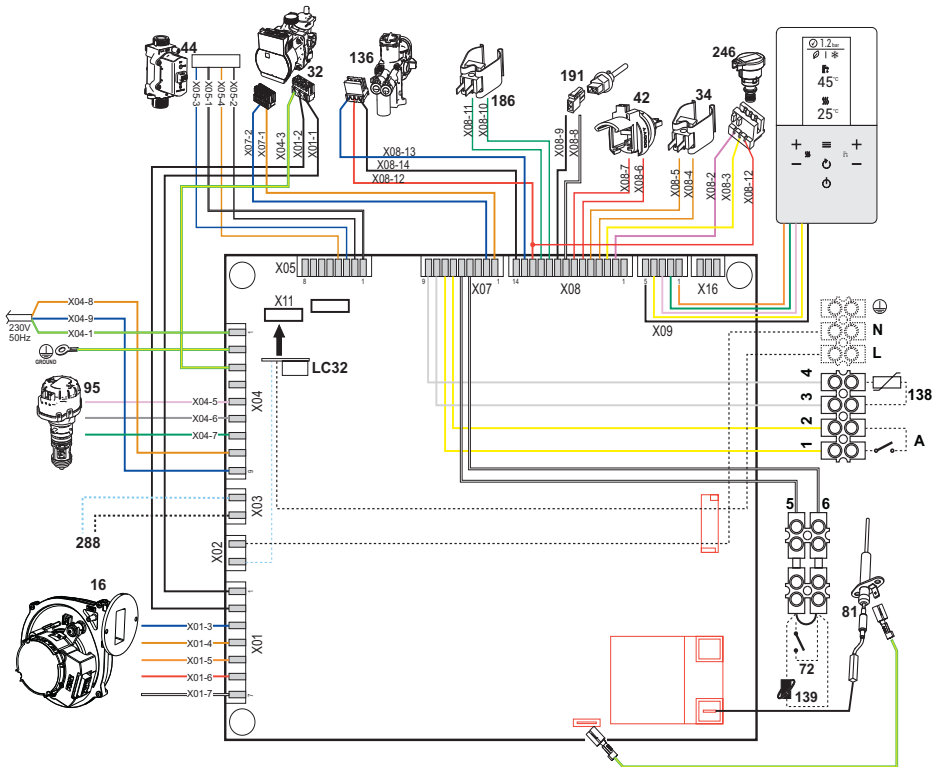 44
32
136
186
191
42
34
246
1.2 bar
45°C
25°C
+
+
−
−
X05-3
X05-1
X05-4
X05-2
X07-2
X07-1
X04-3
X01-2
X01-1
X08-13
X08-14
X08-12
X08-11
X08-10
X08-9
X08-8
X08-7
X08-6
X08-5
X08-4
X08-2
X08-3
X08-12
X05
8
1
9
X07
1
14
X08
1
5
X09
1
X16
X11
LC32
X04-8
X04-9
X04-1
230V
50Hz
GROUND
1
X04
9
95
X04-5
X04-6
X04-7
X03
288
X02
16
X01-3
X01-4
X01-5
X01-6
X01-7
1
X01
7
N
L
4
3
138
2
1
A
5
6
72
139
81